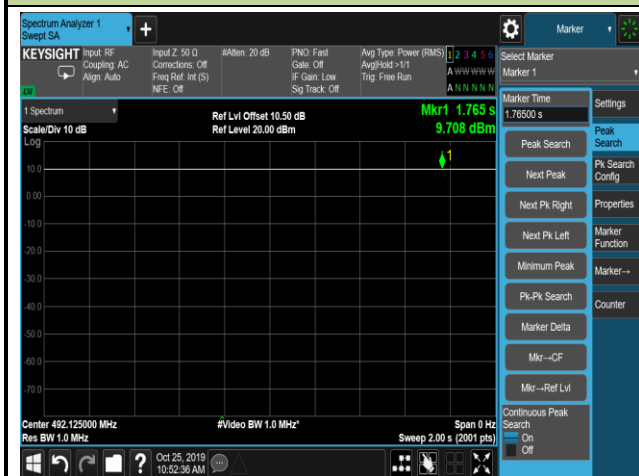 Spectrum Analyzer 1
Swept SA
+
Marker
KEYSIGHT
Input: RF
Coupling: AC
Align: Auto
Input Z: 50 Ω
Corrections: Off
Freq Ref: Int (S)
NFE: Off
#Atten: 20 dB
PNO: Fast
Gate: Off
IF Gain: Low
Sig Track: Off
Avg Type: Power (RMS)
Avg|Hold:>1/1
Trig: Free Run
1 2 3 4 5 6
A W W W W W
A N N N N N
Select Marker
Marker 1
1 Spectrum
Scale/Div 10 dB
Log
Ref Lvl Offset 10.50 dB
Ref Level 20.00 dBm
Mkr1 1.765 s
9.708 dBm
1
10.0
0.00
-10.0
-20.0
-30.0
-40.0
-50.0
-60.0
-70.0
Center 492.125000 MHz
Res BW 1.0 MHz
#Video BW 1.0 MHz*
Span 0 Hz
Sweep 2.00 s (2001 pts)
Marker Time
1.76500 s
Peak Search
Next Peak
Next Pk Right
Next Pk Left
Minimum Peak
Pk-Pk Search
Marker Delta
Mkr→CF
Mkr→Ref Lvl
Continuous Peak
Search
On
Off
Settings
Peak
Search
Pk Search
Config
Properties
Marker
Function
Marker→
Counter
?
Oct 25, 2019
10:52:36 AM